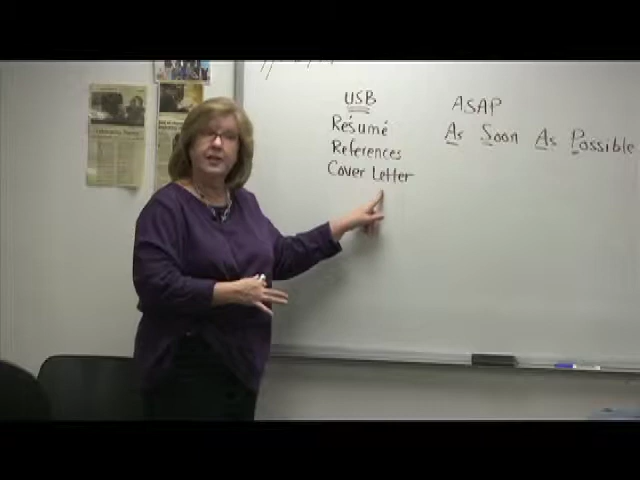 USB
Résumé
References
Cover Letter
ASAP
As Soon As Possible